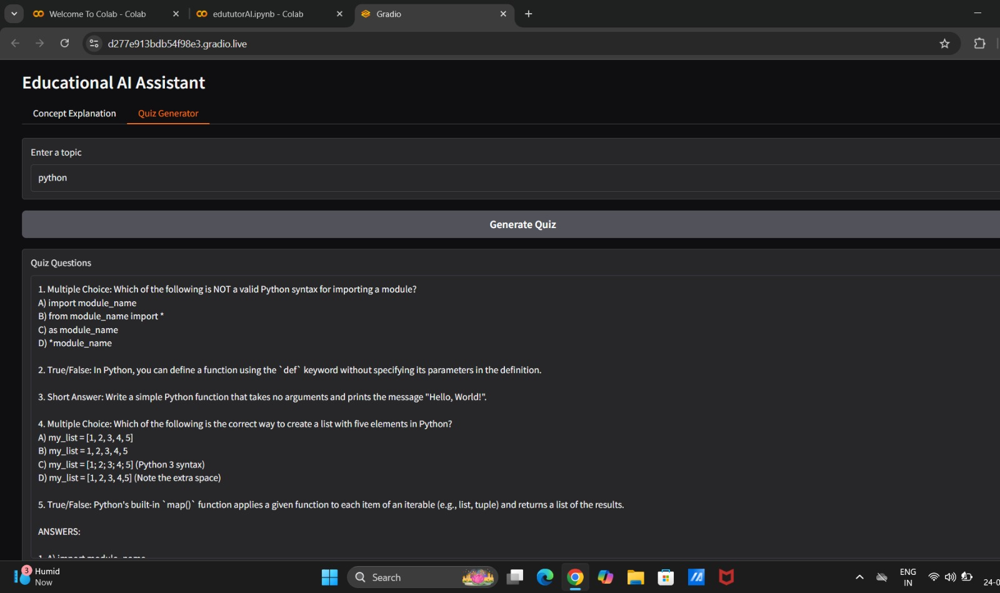 Welcome To Colab - Colab
edututorAI.ipynb - Colab
Gradio
d277e913bdb54f98e3.gradio.live
Educational AI Assistant
Concept Explanation
Quiz Generator
Enter a topic
python
Generate Quiz
Quiz Questions
1. Multiple Choice: Which of the following is NOT a valid Python syntax for importing a module?
A) import module_name
B) from module_name import *
C) as module_name
D) *module_name
2. True/False: In Python, you can define a function using the `def` keyword without specifying its parameters in the definition.
3. Short Answer: Write a simple Python function that takes no arguments and prints the message "Hello, World!".
4. Multiple Choice: Which of the following is the correct way to create a list with five elements in Python?
A) my_list = [1, 2, 3, 4, 5]
B) my_list = 1, 2, 3, 4, 5
C) my_list = [1; 2; 3; 4; 5] (Python 3 syntax)
D) my_list = [1, 2, 3, 4,5] (Note the extra space)
5. True/False: Python's built-in `map()` function applies a given function to each item of an iterable (e.g., list, tuple) and returns a list of the results.
ANSWERS:
1. A) import module_name
3
Humid
Now
Search
ENG
IN
24-0